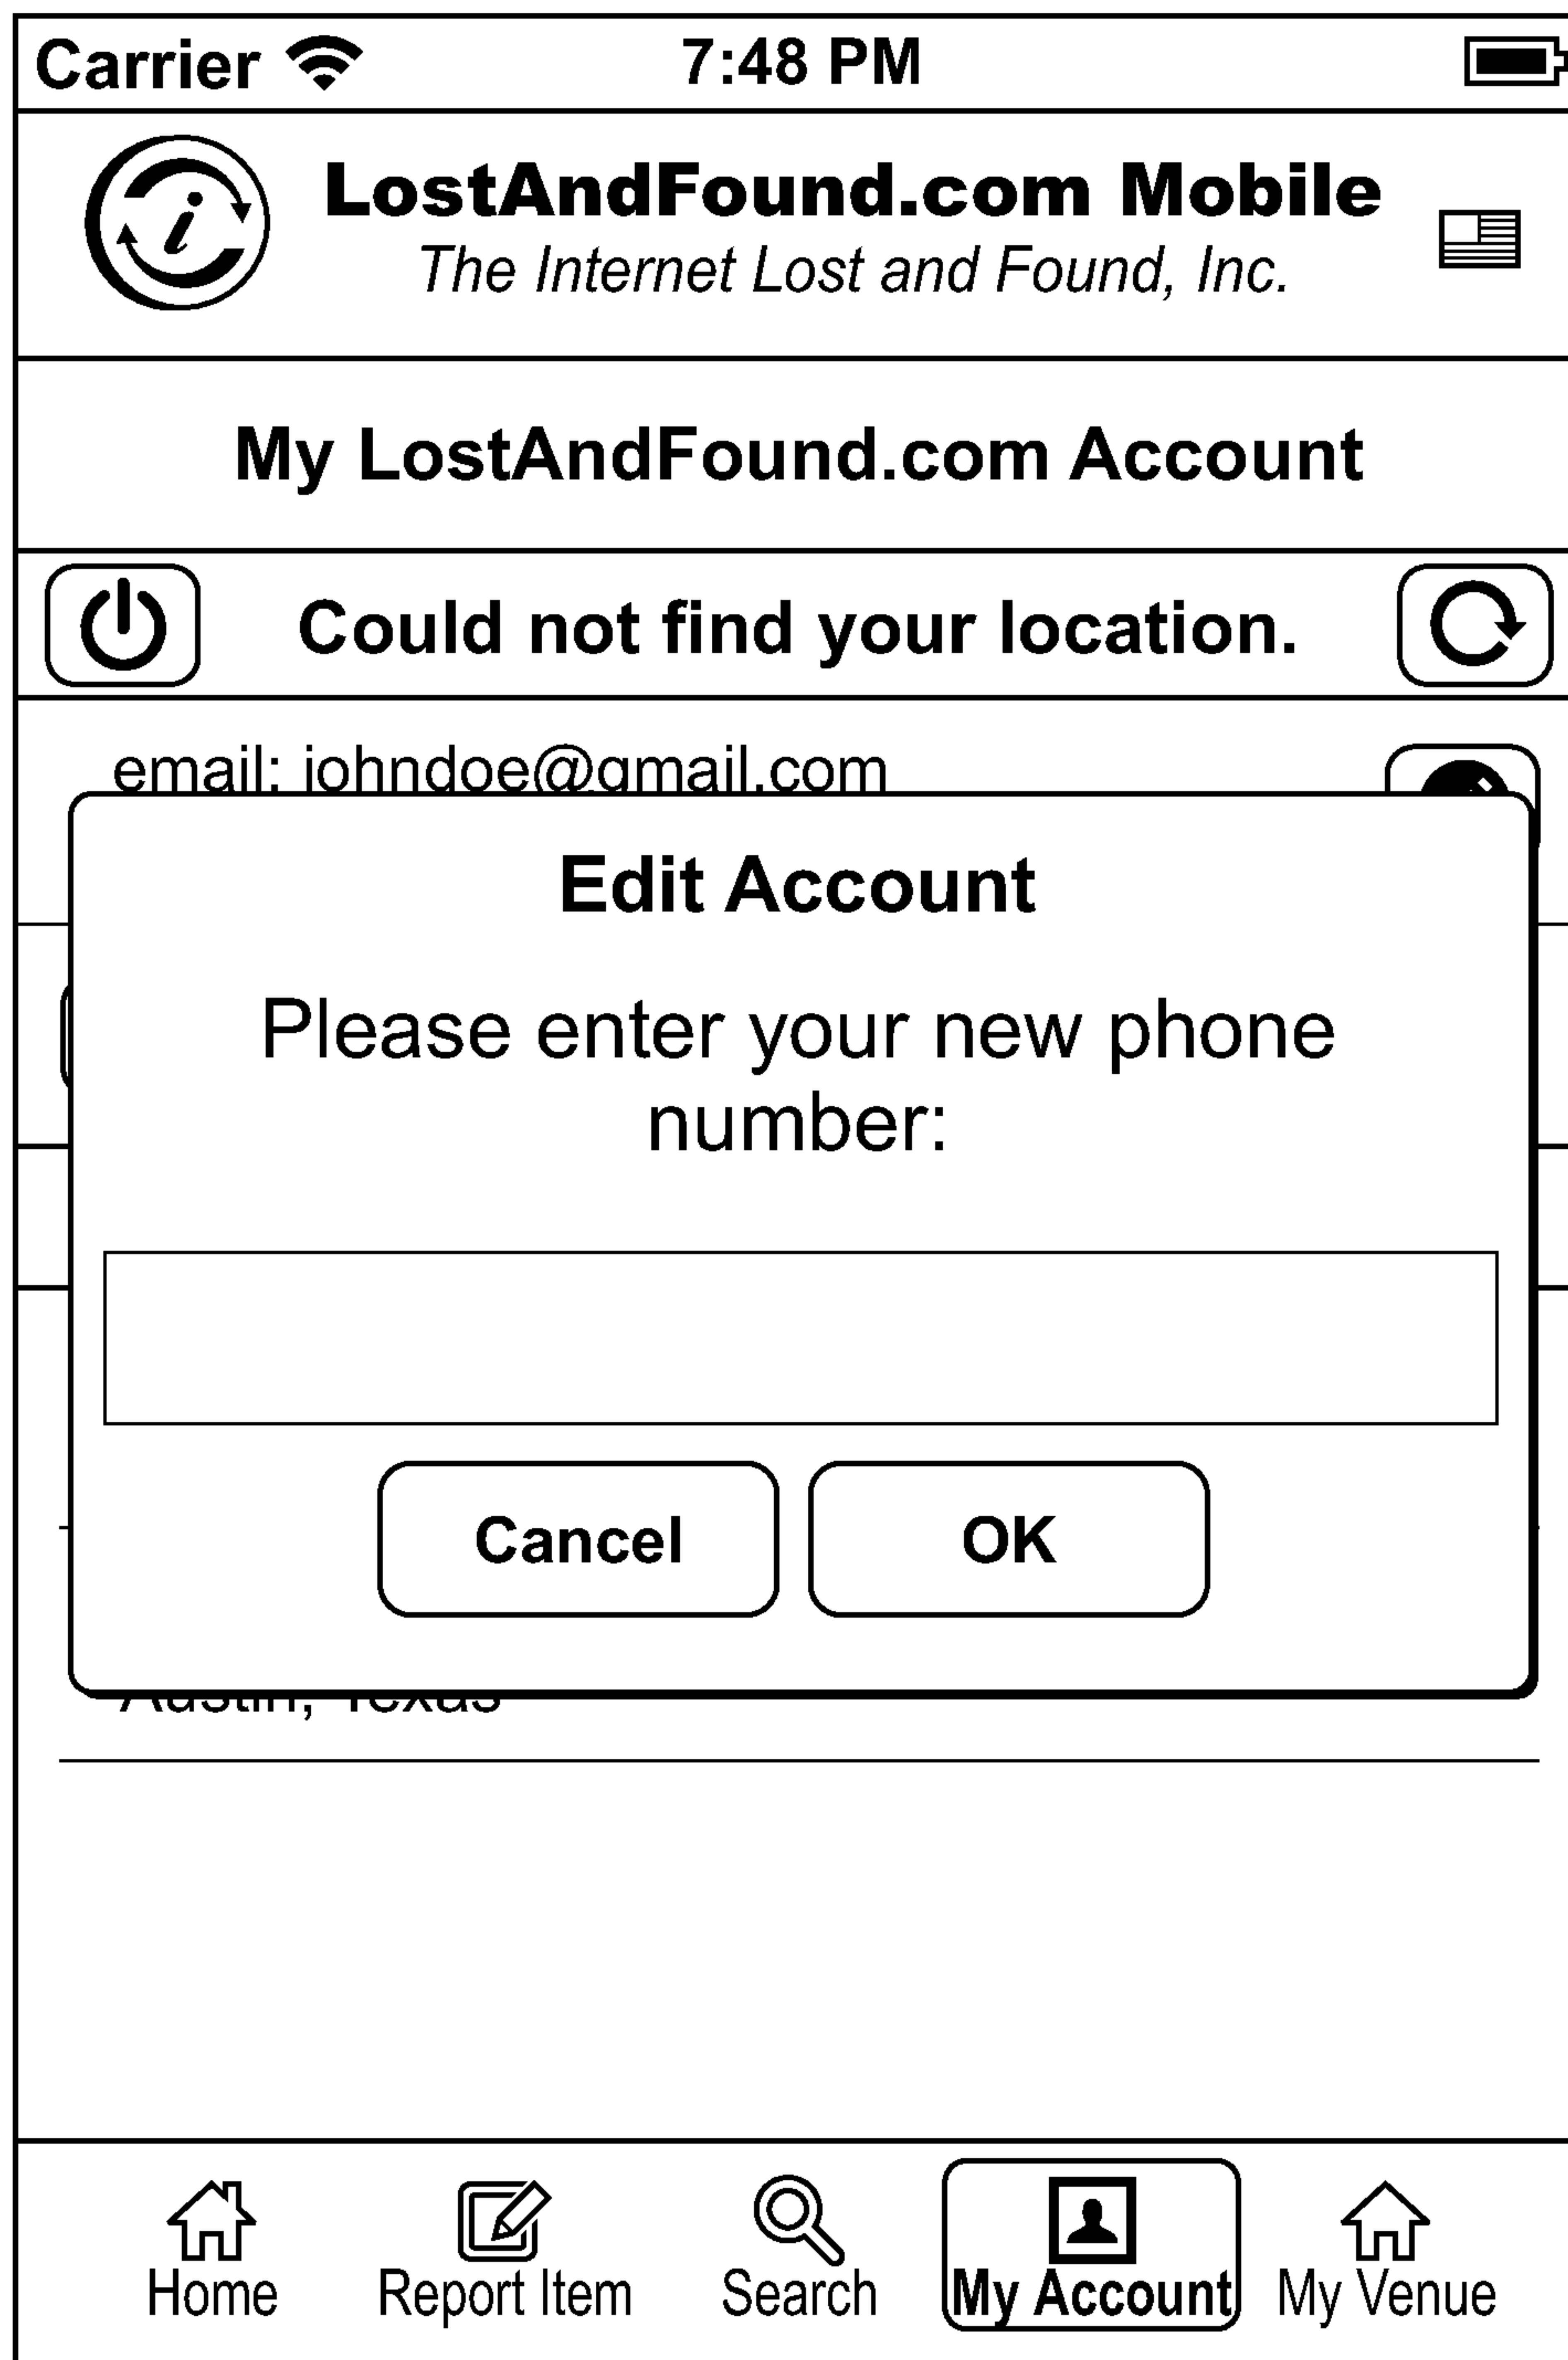 Carrier 7:48 PM
LostAndFound.com Mobile
The Internet Lost and Found, Inc.
My LostAndFound.com Account
Could not find your location.
email: johndoe@gmail.com
Edit Account
Please enter your new phone
number:
Cancel OK
Austin, Texas
Home Report Item Search My Account My Venue